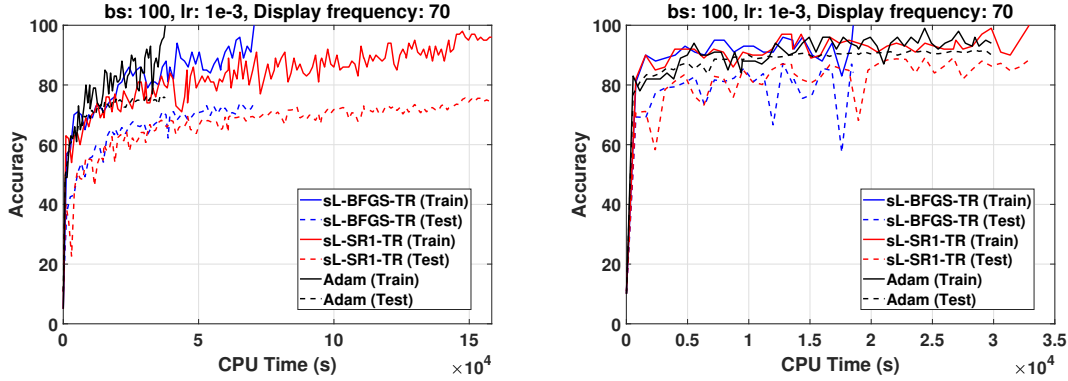 bs: 100, lr: 1e-3, Display frequency: 70
100
80
60
40
20
0
Accuracy
0
5
10
15
CPU Time (s)
×10^4
sL-BFGS-TR (Train)
sL-BFGS-TR (Test)
sL-SR1-TR (Train)
sL-SR1-TR (Test)
Adam (Train)
Adam (Test)
bs: 100, lr: 1e-3, Display frequency: 70
100
80
60
40
20
0
Accuracy
0
0.5
1
1.5
2
2.5
3
3.5
CPU Time (s)
×10^4
sL-BFGS-TR (Train)
sL-BFGS-TR (Test)
sL-SR1-TR (Train)
sL-SR1-TR (Test)
Adam (Train)
Adam (Test)